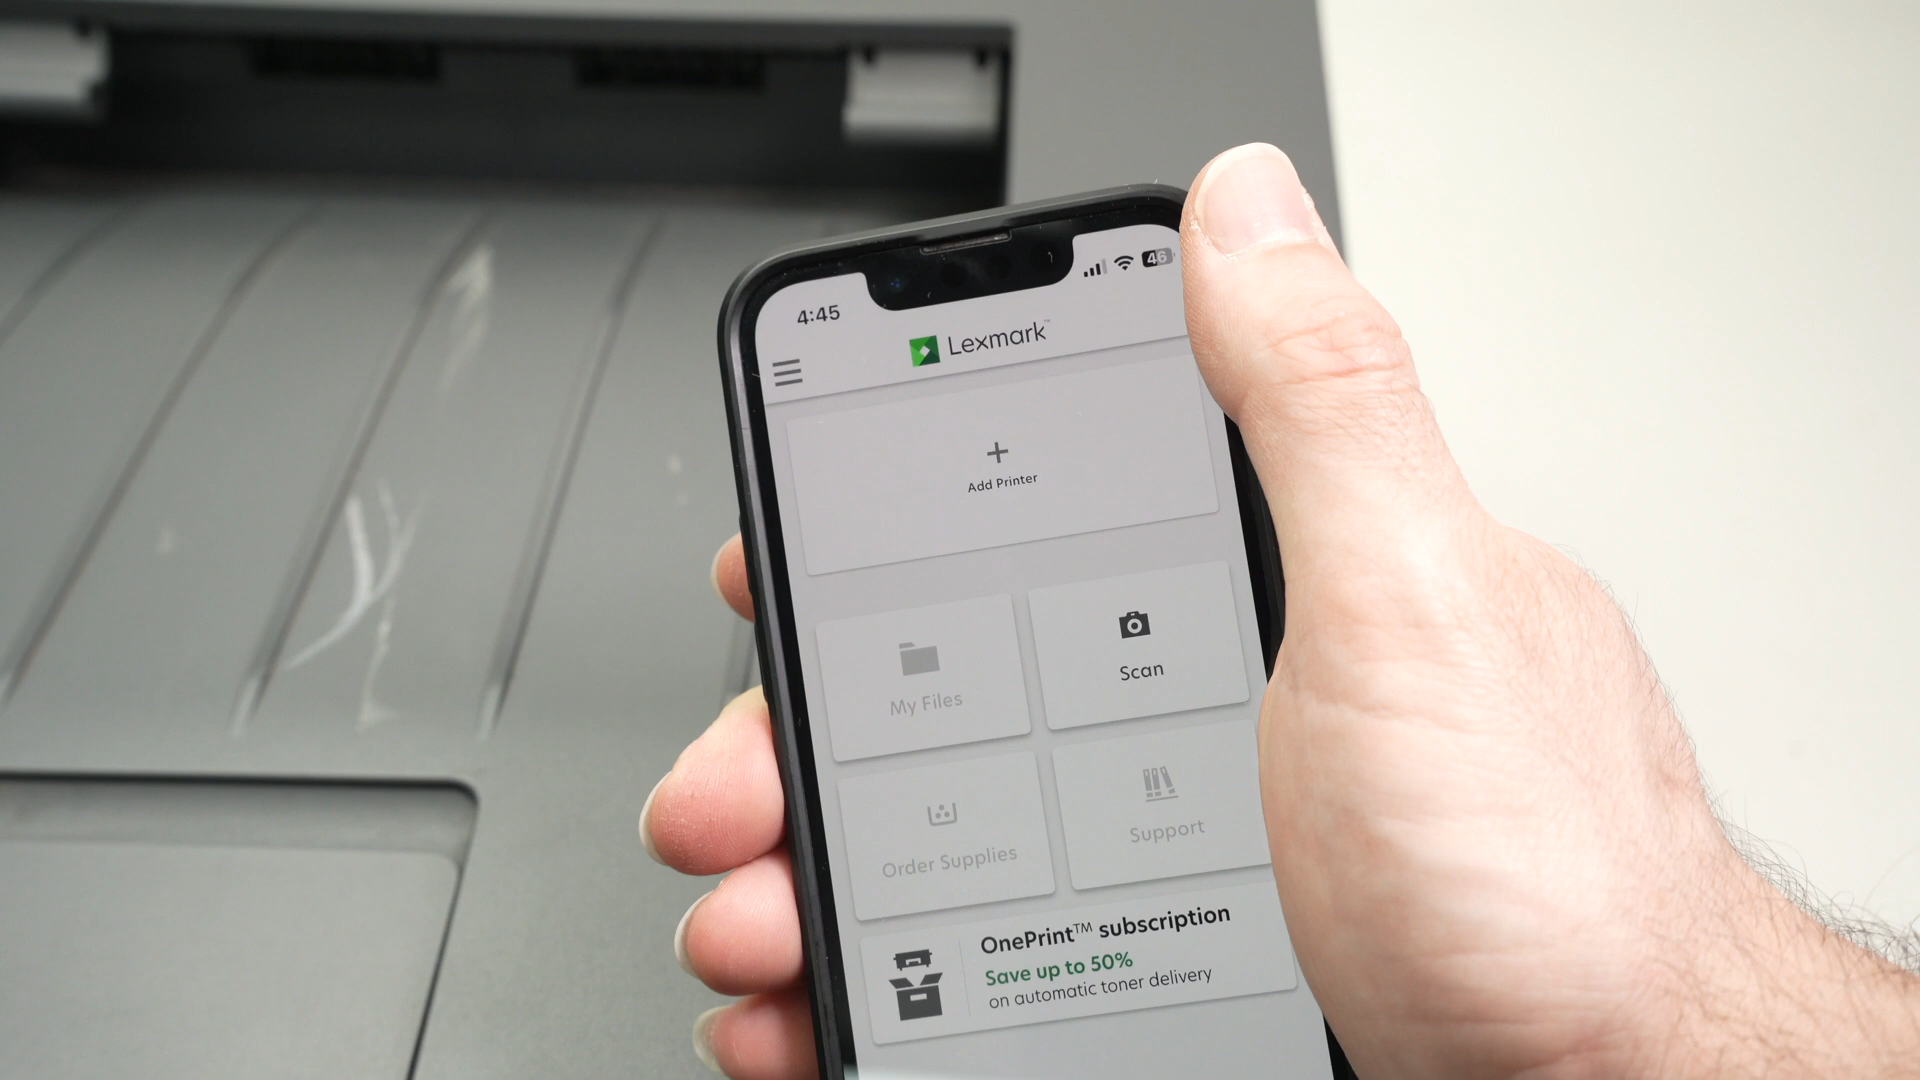 4:45
46
Lexmark™
Add Printer
My Files
Scan
Order Supplies
Support
OnePrint™ subscription
Save up to 50%
on automatic toner delivery